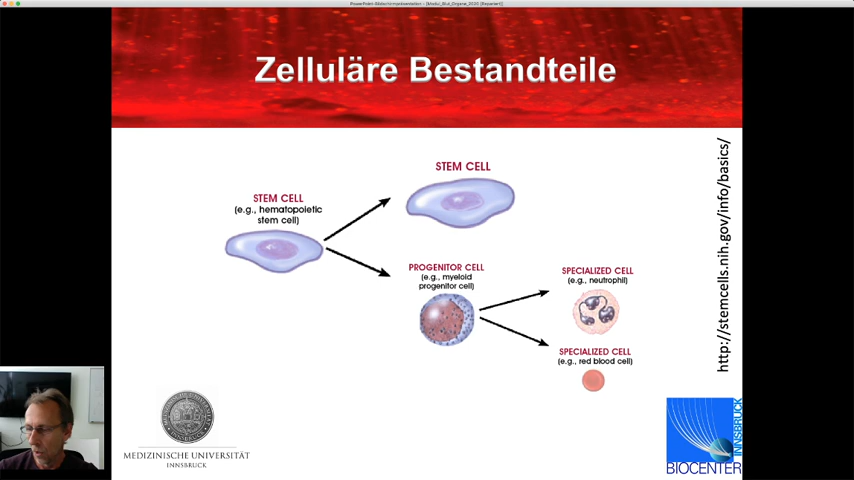 PowerPoint-Bildschirmpräsentation - [Modul_Blut_Organe_2020 [Repariert]]
Zelluläre Bestandteile
STEM CELL
STEM CELL
(e.g., hematopoietic
stem cell)
PROGENITOR CELL
(e.g., myeloid
progenitor cell)
SPECIALIZED CELL
(e.g., neutrophil)
SPECIALIZED CELL
(e.g., red blood cell)
http://stemcells.nih.gov/info/basics/
MEDIZINISCHE UNIVERSITÄT
INNSBRUCK
BIOCENTER
INNSBRUCK